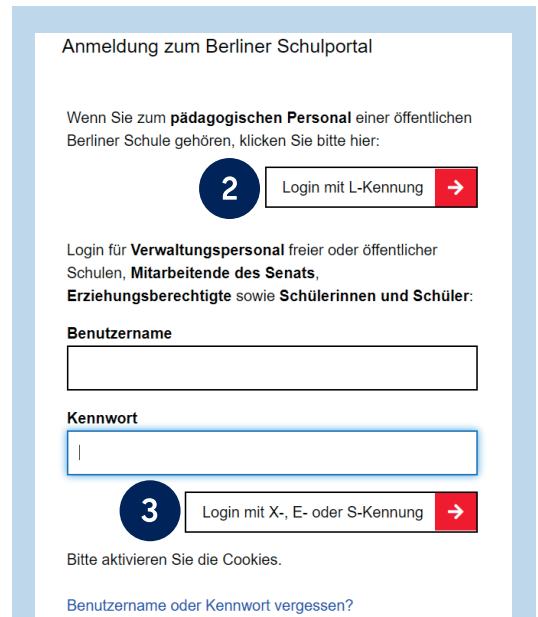 Anmeldung zum Berliner Schulportal
Wenn Sie zum pädagogischen Personal einer öffentlichen
Berliner Schule gehören, klicken Sie bitte hier:
2
Login mit L-Kennung
Login für Verwaltungspersonal freier oder öffentlicher
Schulen, Mitarbeitende des Senats,
Erziehungsberechtigte sowie Schülerinnen und Schüler:
Benutzername
Kennwort
3
Login mit X-, E- oder S-Kennung
Bitte aktivieren Sie die Cookies.
Benutzername oder Kennwort vergessen?